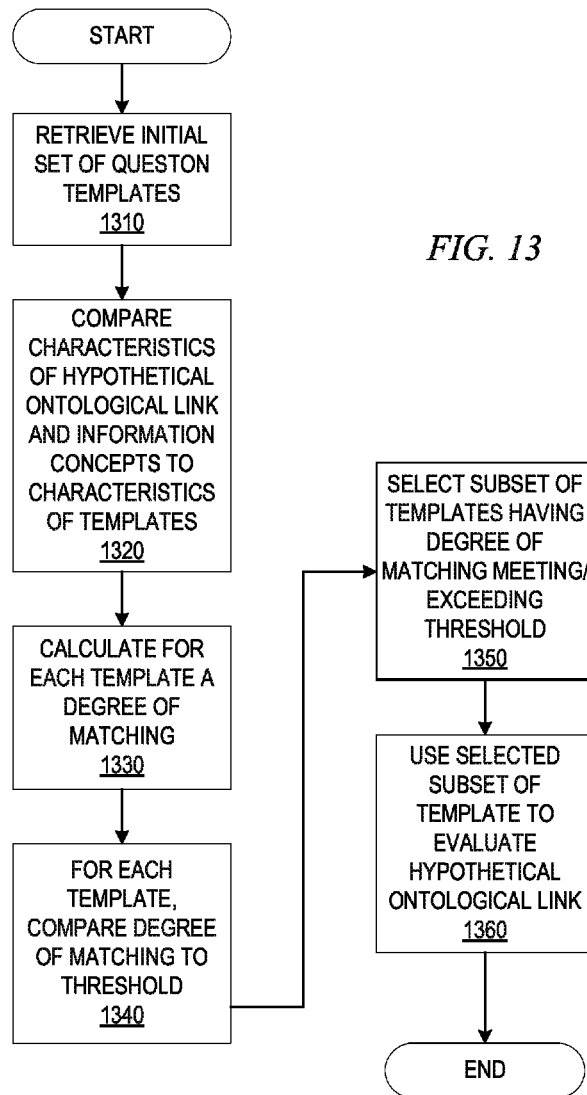 START
RETRIEVE INITIAL
SET OF QUESTON
TEMPLATES
1310
COMPARE
CHARACTERISTICS
OF HYPOTHETICAL
ONTOLOGICAL LINK
AND INFORMATION
CONCEPTS TO
CHARACTERISTICS
OF TEMPLATES
1320
CALCULATE FOR
EACH TEMPLATE A
DEGREE OF
MATCHING
1330
FOR EACH
TEMPLATE,
COMPARE DEGREE
OF MATCHING TO
THRESHOLD
1340
FIG. 13
SELECT SUBSET OF
TEMPLATES HAVING
DEGREE OF
MATCHING MEETING/
EXCEEDING
THRESHOLD
1350
USE SELECTED
SUBSET OF
TEMPLATE TO
EVALUATE
HYPOTHETICAL
ONTOLOGICAL LINK
1360
END